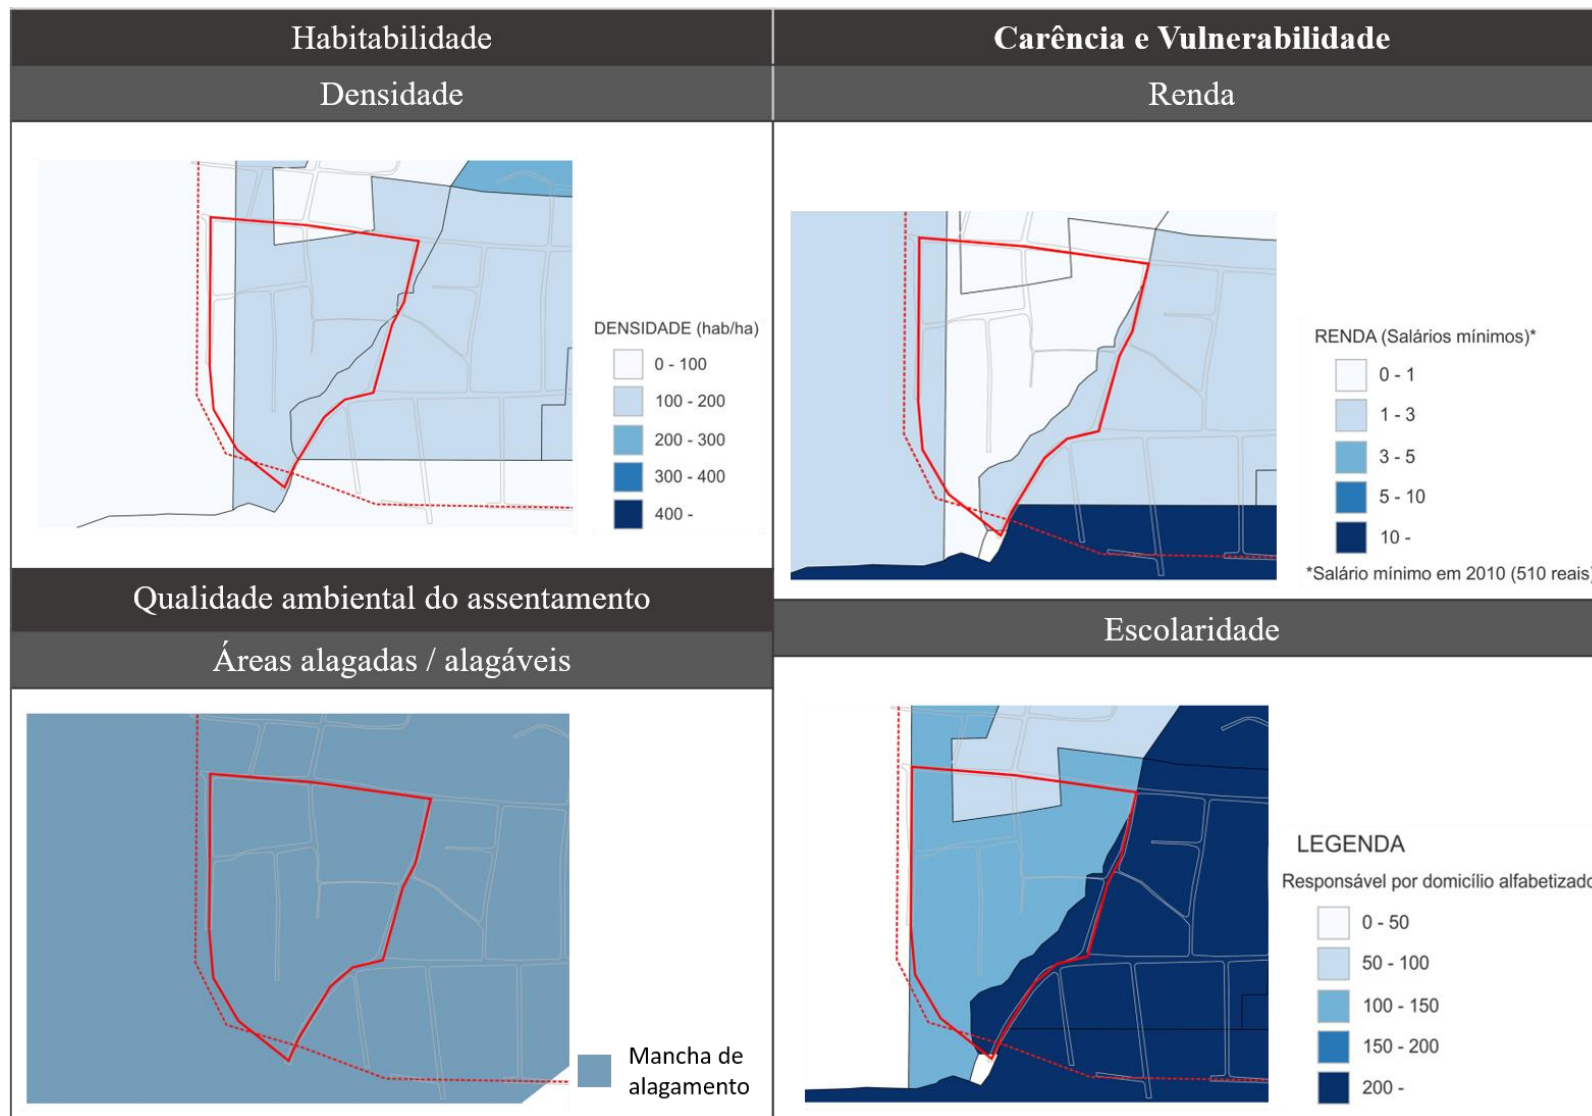 Habitabilidade
Densidade
DENSIDADE (hab/ha)
0 - 100
100 - 200
200 - 300
300 - 400
400 -
Qualidade ambiental do assentamento
Áreas alagadas / alagáveis
Mancha de
alagamento
Carência e Vulnerabilidade
Renda
RENDA (Salários mínimos)*
0 - 1
1 - 3
3 - 5
5 - 10
10 -
*Salário mínimo em 2010 (510 reais)
Escolaridade
LEGENDA
Responsável por domicílio alfabetizado
0 - 50
50 - 100
100 - 150
150 - 200
200 -